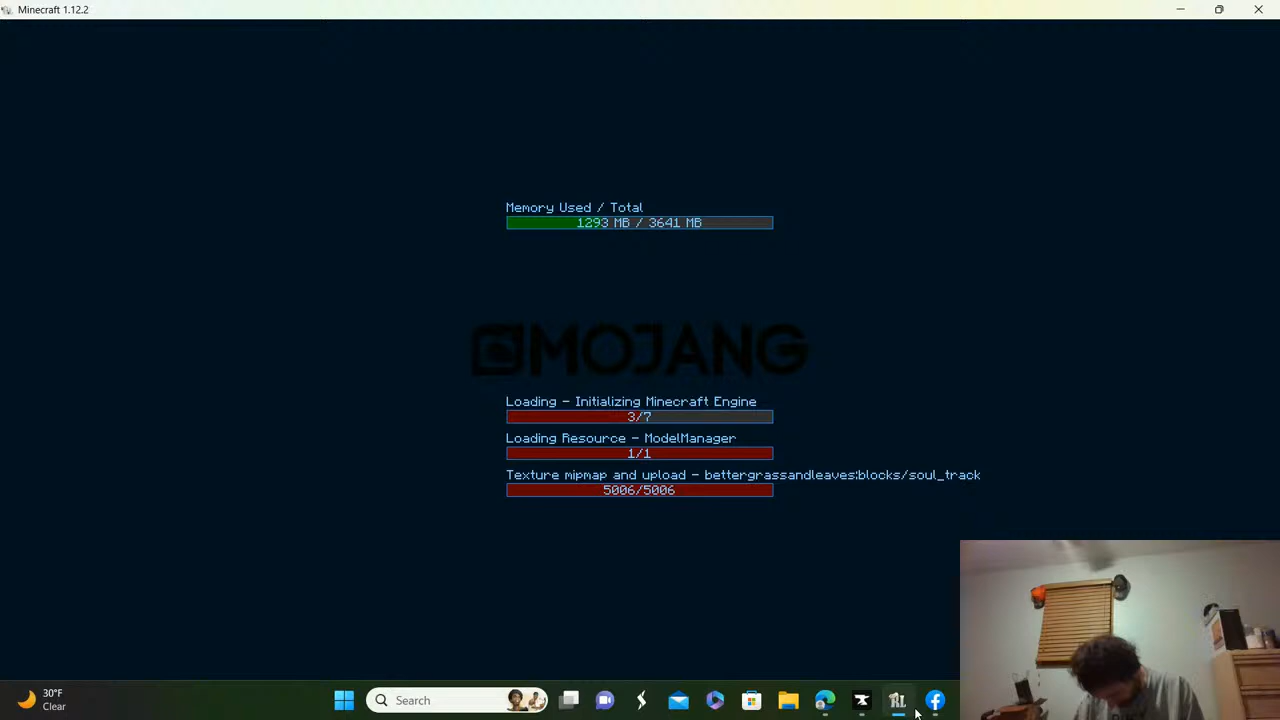 Minecraft 1.12.2
Memory Used / Total
1293 MB / 3641 MB
MOJANG
Loading - Initializing Minecraft Engine
3/7
Loading Resource - ModelManager
1/1
Texture mipmap and upload - bettergrassandleaves:blocks/soul_track
5006/5006
30°F
Clear
Search
RL